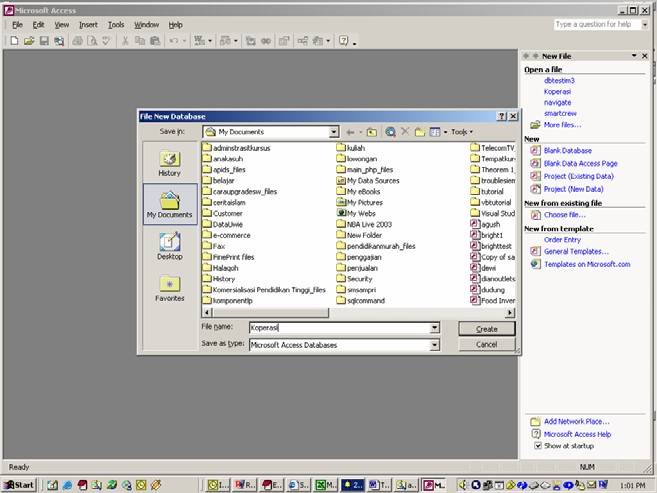 Microsoft Access
File Edit View Insert Tools Window Help
Type a question for help
New File
Open a file
dbtestim3
Koperasi
navigate
smartcrew
More files...
New
Blank Database
Blank Data Access Page
Project (Existing Data)
Project (New Data)
New from existing file
Choose file...
New from template
Order Entry
General Templates...
Templates on Microsoft.com
Add Network Place...
Microsoft Access Help
Show at startup
File New Database
Save in: My Documents
Tools
History
My Documents
Desktop
Favorites
adminstrasitkursus
anakasuh
apids_files
belajar
caraupgradesw_files
ceritaislam
Customer
DataUwie
e-commerce
Fax
FinePrint files
Halaqoh
History
Komersialisasi Pendidikan Tinggi_files
komponentlp
kuliah
lowongan
main_php_files
My Data Sources
My eBooks
My Pictures
My Webs
NBA Live 2003
New Folder
pendidikanmurah_files
penggajian
penjualan
Security
smsampri
sqlcommand
TelecomTV_
Tempatkur
Theorem 1_
troublesiem
tutorial
vbtutorial
Visual Stud
agush
bright1
brighttest
Copy of sa
dewi
dianoutlets
dudung
Food Inver
File name: Koperasi
Create
Save as type: Microsoft Access Databases
Cancel
Ready
NUM
Start
1:01 PM